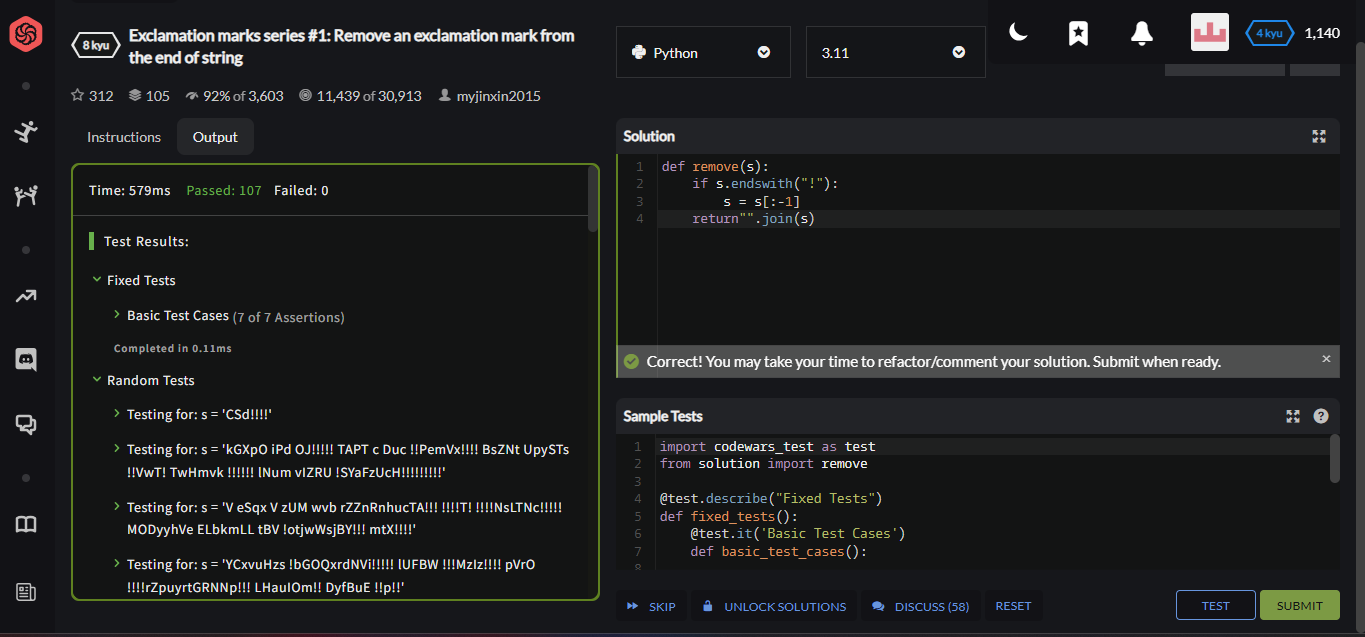 8 kyu
Exclamation marks series #1: Remove an exclamation mark from
the end of string
312 105 92% of 3,603 11,439 of 30,913 myjinxin2015
Python
3.11
4 kyu 1,140
Instructions Output
Time: 579ms Passed: 107 Failed: 0
Test Results:
Fixed Tests
Basic Test Cases (7 of 7 Assertions)
Completed in 0.11ms
Random Tests
Testing for: s = 'CSd!!!!'
Testing for: s = 'kGXpO iPd OJ!!!!! TAPT c Duc !!PemVx!!!! BsZNt UpySTs
!!VwT! TwHmvk !!!!!! lNum vIZRU !SYaFzUcH!!!!!!!!!'
Testing for: s = 'V eSqx V zUM wvb rZZnRnhucTA!!! !!!!T! !!!!NsLTNc!!!!!
MODyyhVe ELbkmLL tBV !otjwWsjBY!!! mtX!!!!'
Testing for: s = 'YCxvuHzs !bGOQxrdNVi!!!!! lUFBW !!!MzIz!!!! pVrO
!!!!rZpuyrtGRNNp!!! LHauIOm!! DyfBuE !!p!!'
Solution
1 def remove(s):
2 if s.endswith("!"):
3 s = s[:-1]
4 return"".join(s)
Correct! You may take your time to refactor/comment your solution. Submit when ready. ×
Sample Tests ?
1 import codewars_test as test
2 from solution import remove
3
4 @test.describe("Fixed Tests")
5 def fixed_tests():
6 @test.it('Basic Test Cases')
7 def basic_test_cases():
8
SKIP UNLOCK SOLUTIONS DISCUSS (58) RESET TEST SUBMIT